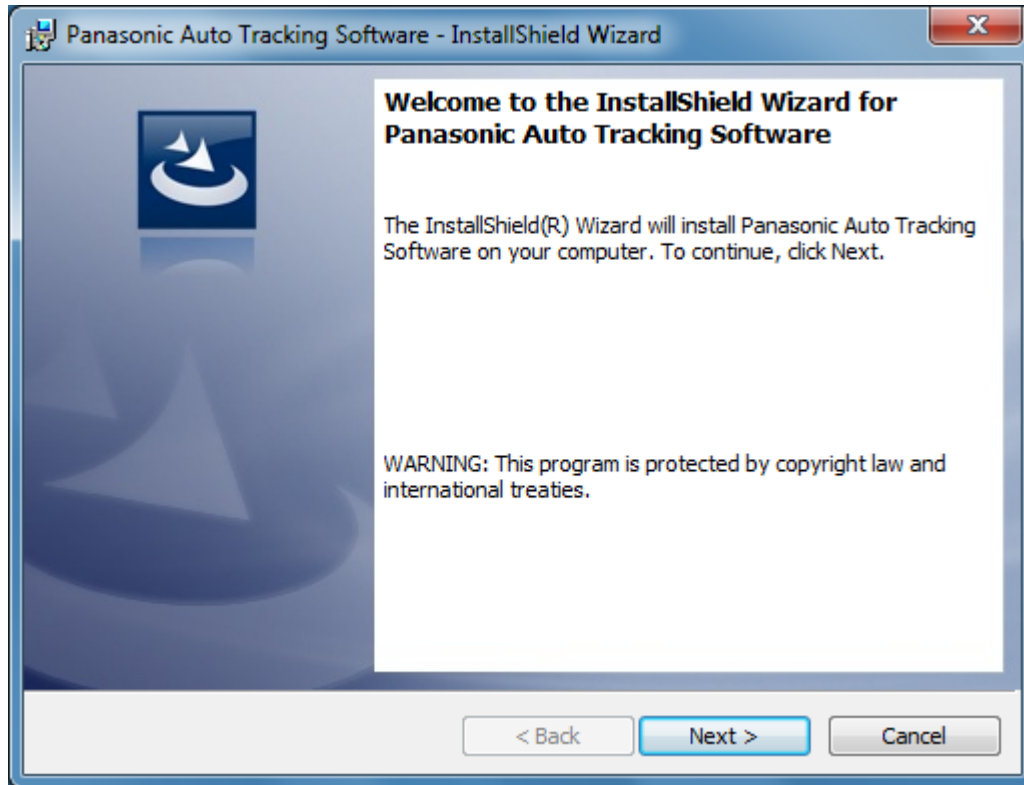 Panasonic Auto Tracking Software - InstallShield Wizard
Welcome to the InstallShield Wizard for
Panasonic Auto Tracking Software
The InstallShield(R) Wizard will install Panasonic Auto Tracking
Software on your computer. To continue, click Next.
WARNING: This program is protected by copyright law and
international treaties.
< Back Next > Cancel